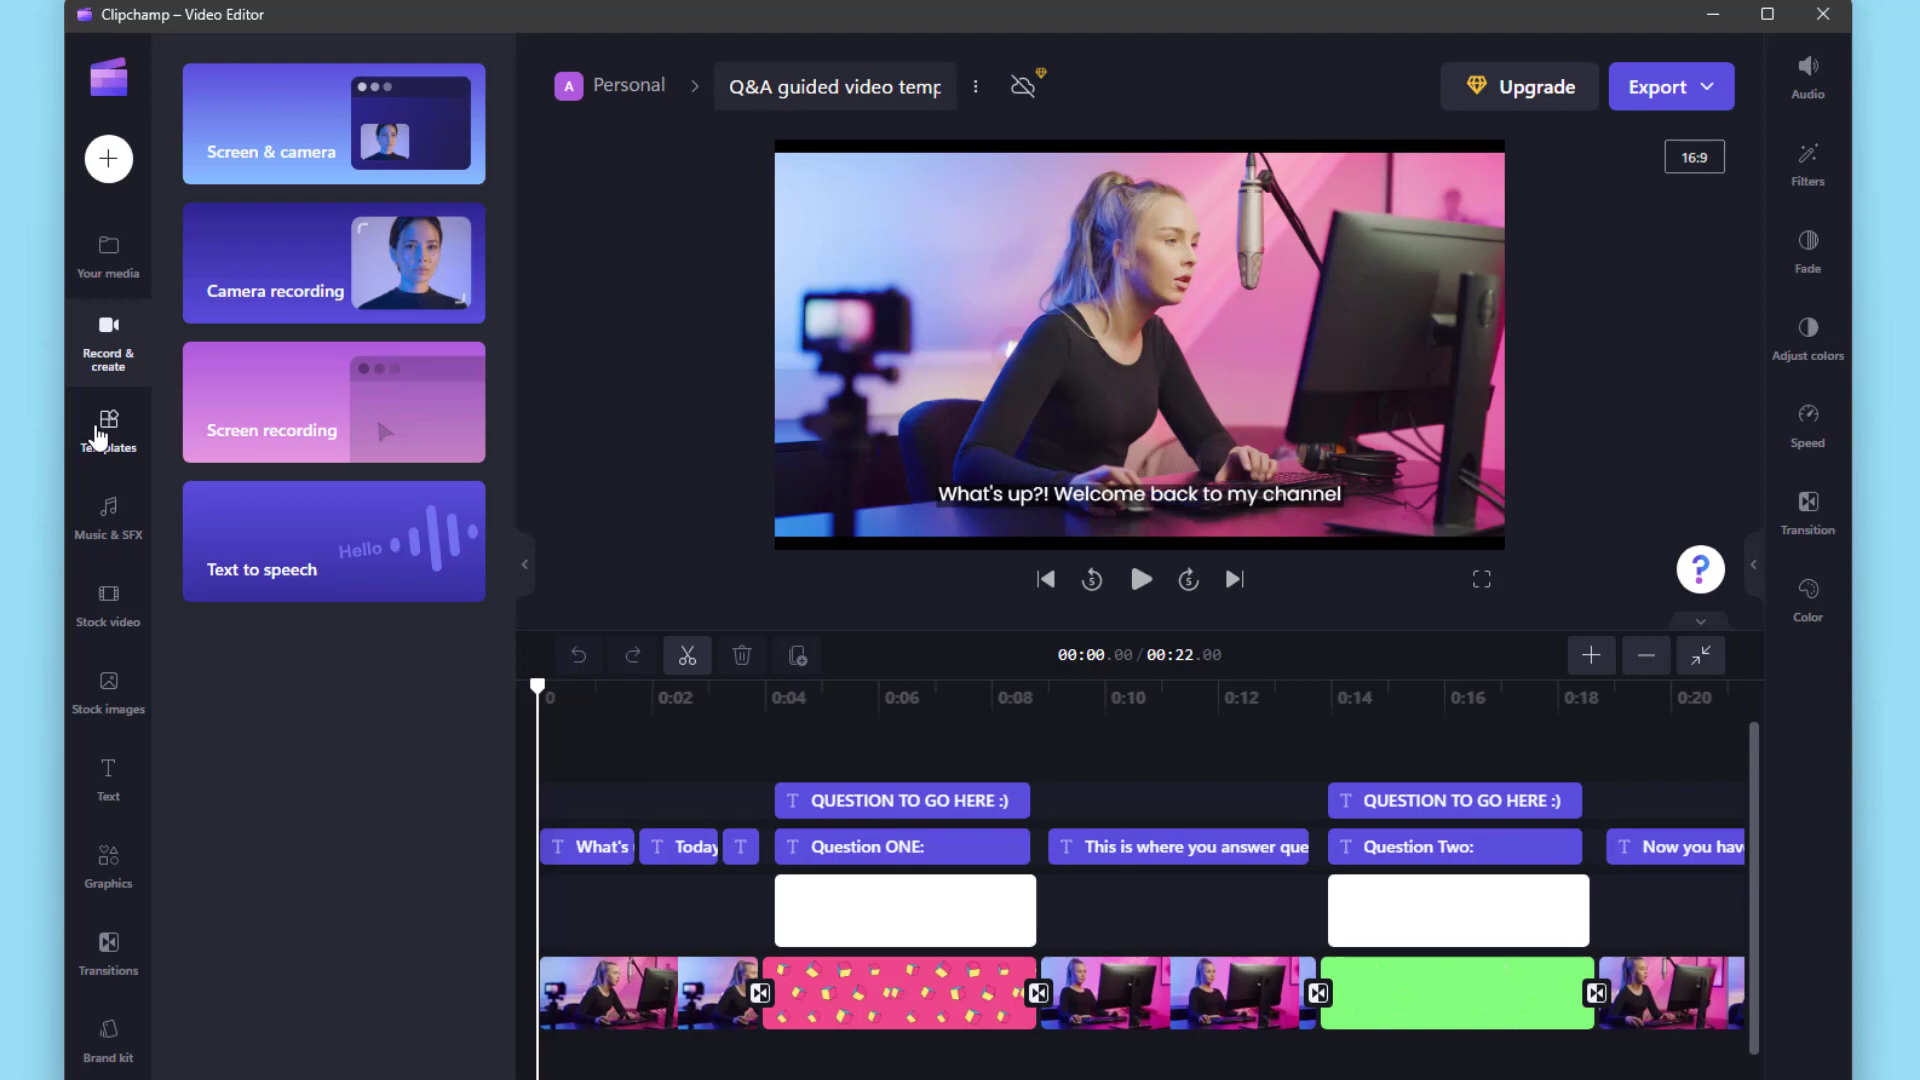 Clipchamp – Video Editor
Screen & camera
Camera recording
Screen recording
Hello
Text to speech
Your media
Record &
create
Templates
Music & SFX
Stock video
Stock images
Text
Graphics
Transitions
Brand kit
A Personal
Q&A guided video temp
Upgrade
Export
16:9
What's up?! Welcome back to my channel
5
5
?
Audio
Filters
Fade
Adjust colors
Speed
Transition
Color
00:00.00 / 00:22.00
0 0:02 0:04 0:06 0:08 0:10 0:12 0:14 0:16 0:18 0:20
T QUESTION TO GO HERE :) T QUESTION TO GO HERE :)
T What's T Today T T Question ONE: T This is where you answer que T Question Two: T Now you hav